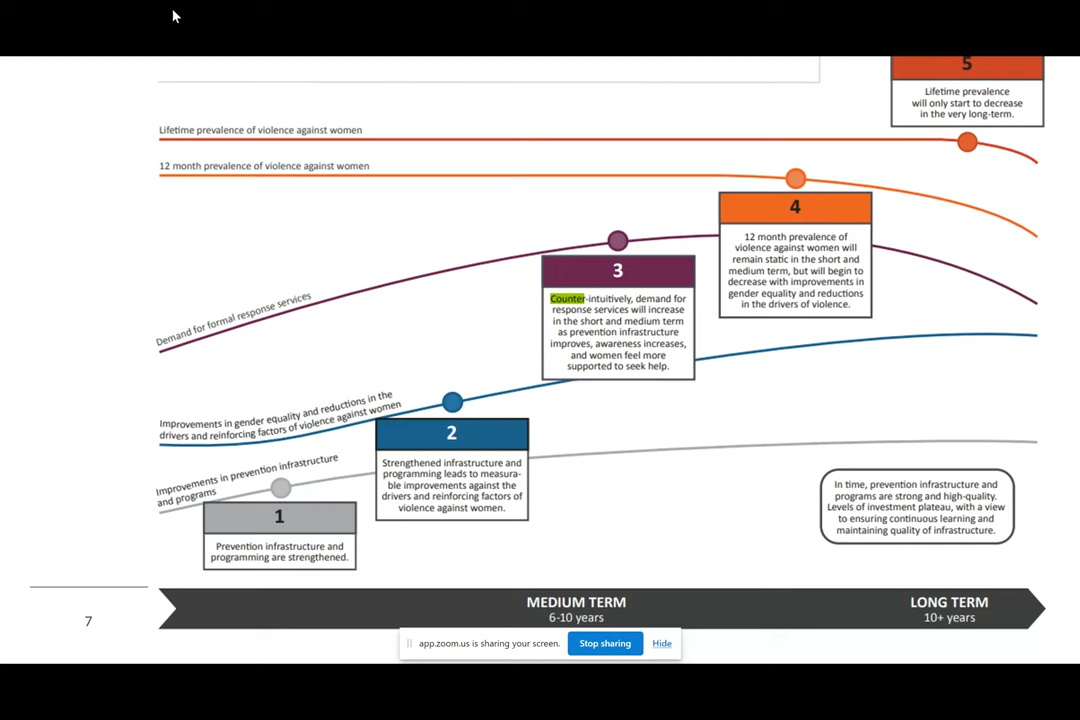 5
Lifetime prevalence
will only start to decrease
in the very long-term.
Lifetime prevalence of violence against women
12 month prevalence of violence against women
4
12 month prevalence of
violence against women will
remain static in the short and
medium term, but will begin to
decrease with improvements in
gender equality and reductions
in the drivers of violence.
3
Counter-intuitively, demand for
response services will increase
in the short and medium term
as prevention infrastructure
improves, awareness increases,
and women feel more
supported to seek help.
Demand for formal response services
Improvements in gender equality and reductions in the
drivers and reinforcing factors of violence against women
2
Strengthened infrastructure and
programming leads to measura-
ble improvements against the
drivers and reinforcing factors of
violence against women.
Improvements in prevention infrastructure
and programs
1
Prevention infrastructure and
programming are strengthened.
In time, prevention infrastructure and
programs are strong and high-quality.
Levels of investment plateau, with a view
to ensuring continuous learning and
maintaining quality of infrastructure.
7
MEDIUM TERM
6-10 years
LONG TERM
10+ years
app.zoom.us is sharing your screen.
Stop sharing
Hide